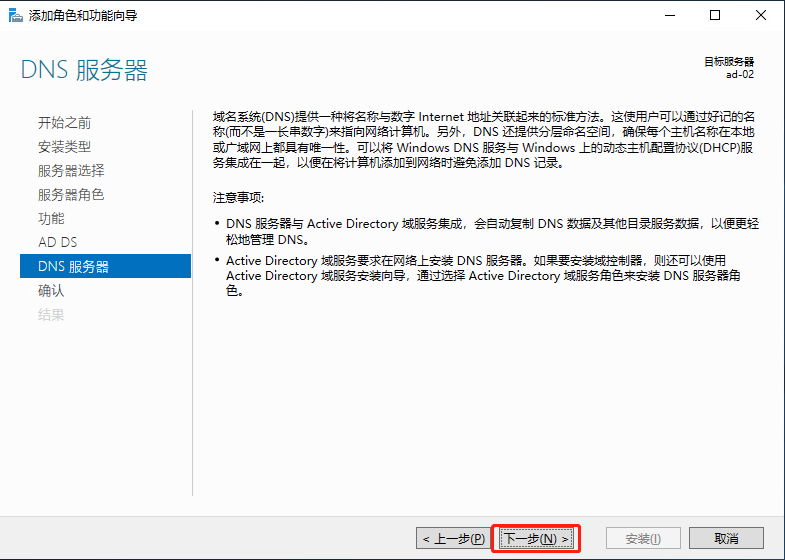 添加角色和功能向导
DNS 服务器
目标服务器
ad-02
开始之前
安装类型
服务器选择
服务器角色
功能
AD DS
DNS 服务器
确认
结果
域名系统(DNS)提供一种将名称与数字 Internet 地址关联起来的标准方法。这使用户可以通过好记的名
称(而不是一长串数字)来指向网络计算机。另外，DNS 还提供分层命名空间，确保每个主机名称在本地
或广域网上都具有唯一性。可以将 Windows DNS 服务与 Windows 上的动态主机配置协议(DHCP)服
务集成在一起，以便在将计算机添加到网络时避免添加 DNS 记录。
注意事项:
• DNS 服务器与 Active Directory 域服务集成，会自动复制 DNS 数据及其他目录服务数据，以便更轻
松地管理 DNS。
• Active Directory 域服务要求在网络上安装 DNS 服务器。如果要安装域控制器，则还可以使用
Active Directory 域服务安装向导，通过选择 Active Directory 域服务角色来安装 DNS 服务器角
色。
< 上一步(P)
下一步(N) >
安装(I)
取消